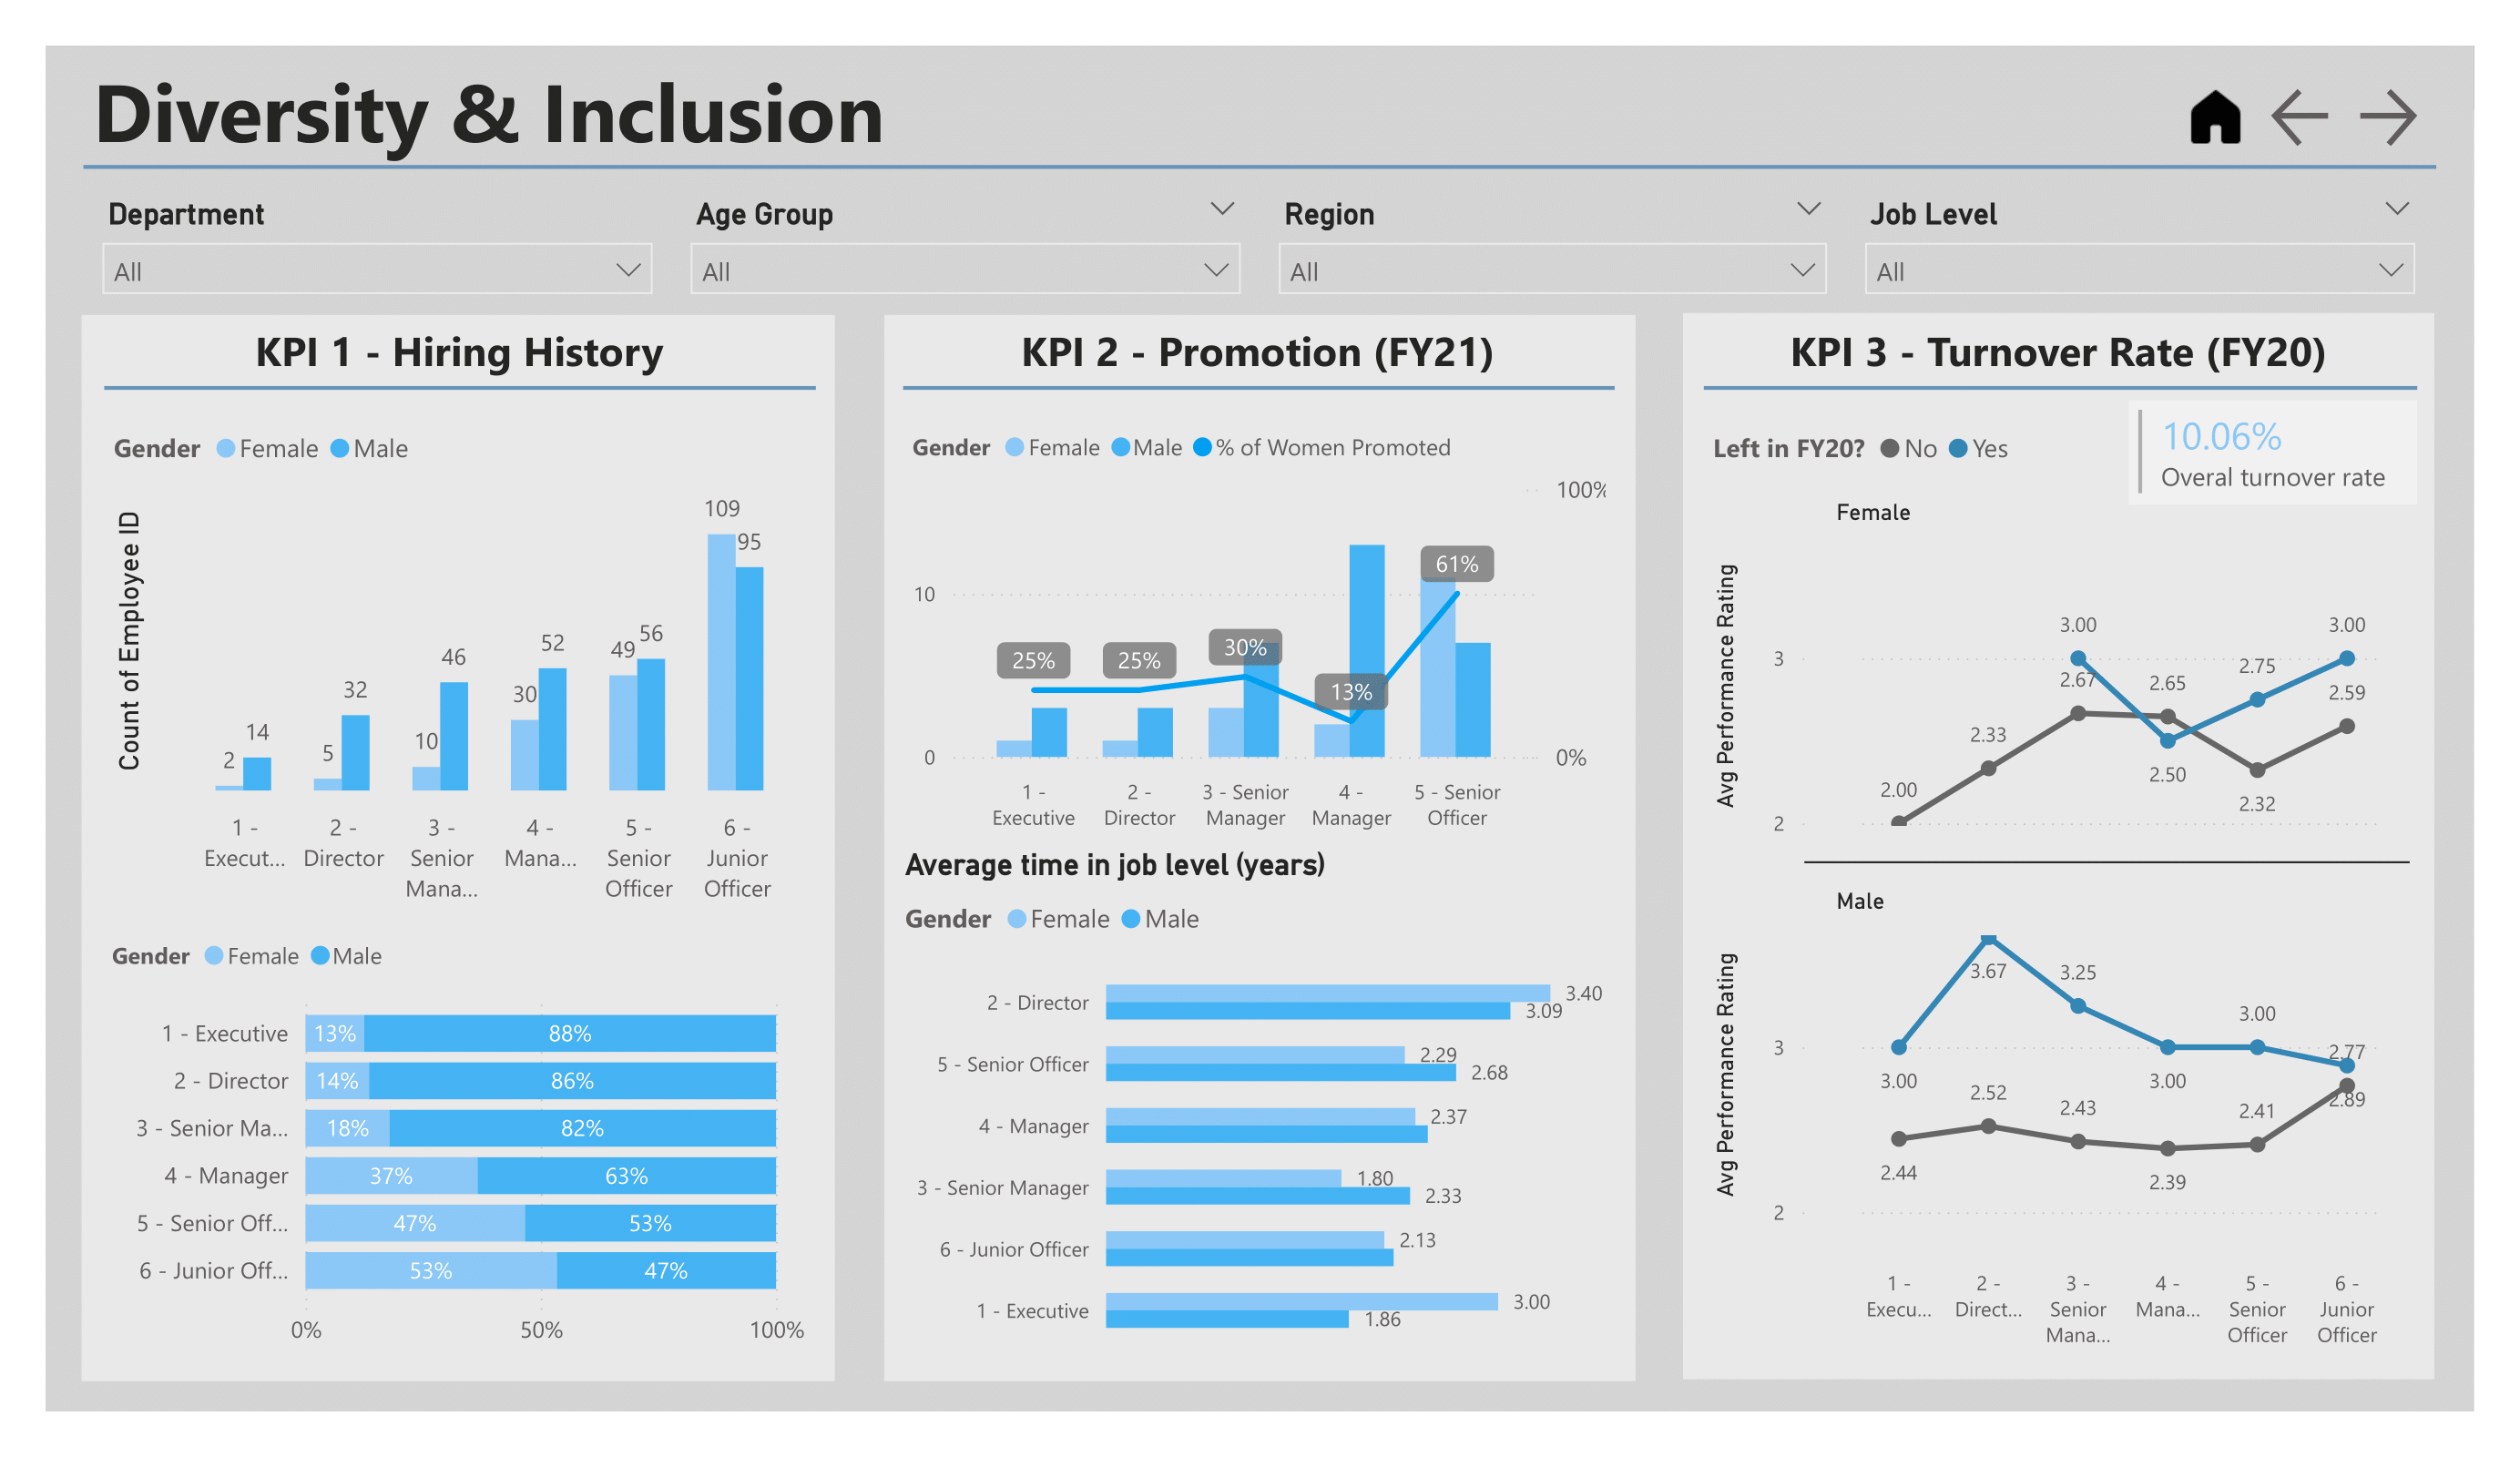 Diversity & Inclusion
Department
Age Group
Region
Job Level
All
All
All
All
KPI 1 - Hiring History
Gender Female Male
Count of Employee ID
109
95
56
49
52
30
46
10
32
5
14
2
1 -
Execut...
2 -
Director
3 -
Senior
Mana...
4 -
Mana...
5 -
Senior
Officer
6 -
Junior
Officer
Gender Female Male
1 - Executive 13% 88%
2 - Director 14% 86%
3 - Senior Ma... 18% 82%
4 - Manager 37% 63%
5 - Senior Off... 47% 53%
6 - Junior Off... 53% 47%
0% 50% 100%
KPI 2 - Promotion (FY21)
Gender Female Male % of Women Promoted
100%
10
0
0%
25%
25%
30%
13%
61%
1 -
Executive
2 -
Director
3 - Senior
Manager
4 -
Manager
5 - Senior
Officer
Average time in job level (years)
Gender Female Male
2 - Director 3.40
3.09
5 - Senior Officer 2.29
2.68
4 - Manager 2.37
3 - Senior Manager 1.80
2.33
6 - Junior Officer 2.13
1 - Executive 3.00
1.86
KPI 3 - Turnover Rate (FY20)
Left in FY20? No Yes
10.06%
Overal turnover rate
Female
Avg Performance Rating
3
2
2.00
2.33
3.00
2.67
2.65
2.50
2.75
2.32
3.00
2.59
Male
Avg Performance Rating
3
2
3.00
2.44
3.67
2.52
3.25
2.43
3.00
2.39
3.00
2.41
2.77
2.89
1 -
Execu...
2 -
Direct...
3 -
Senior
Mana...
4 -
Mana...
5 -
Senior
Officer
6 -
Junior
Officer